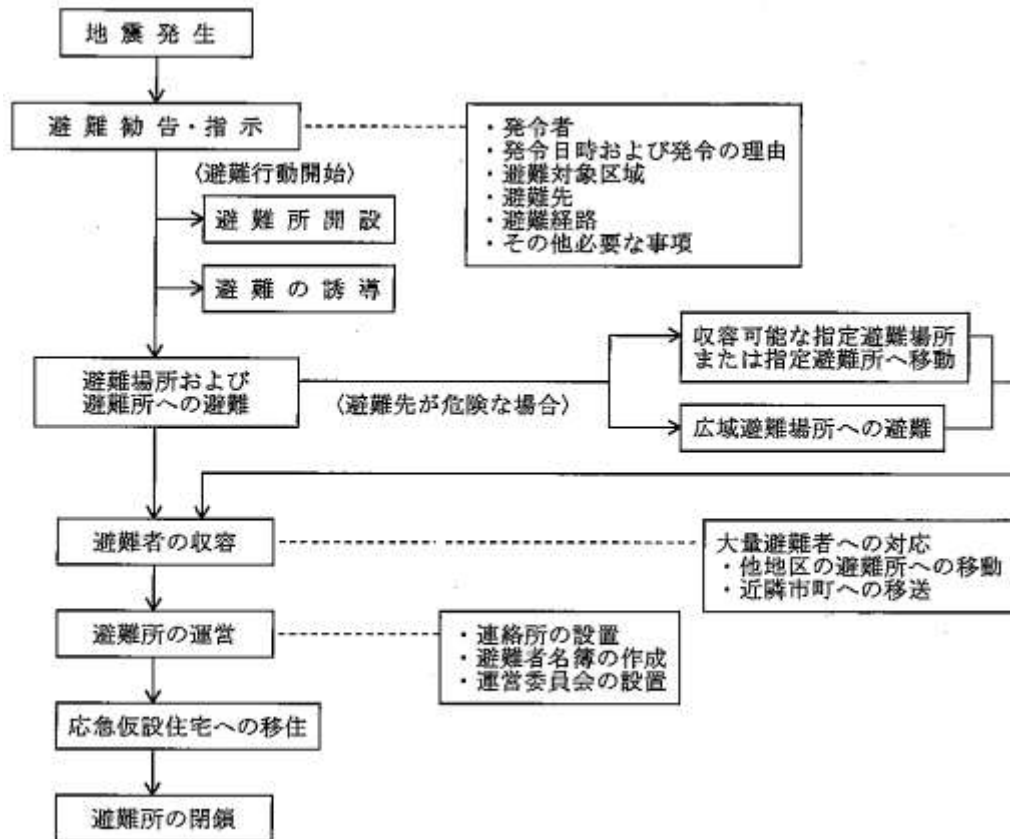 地震発生
避難勧告・指示
・発令者
・発令日時および発令の理由
・避難対象区域
・避難先
・避難経路
・その他必要な事項
〈避難行動開始〉
避難所開設
避難の誘導
避難場所および
避難所への避難
〈避難先が危険な場合〉
収容可能な指定避難場所
または指定避難所へ移動
広域避難場所への避難
避難者の収容
大量避難者への対応
・他地区の避難所への移動
・近隣市町への移送
避難所の運営
・連絡所の設置
・避難者名簿の作成
・運営委員会の設置
応急仮設住宅への移住
避難所の閉鎖